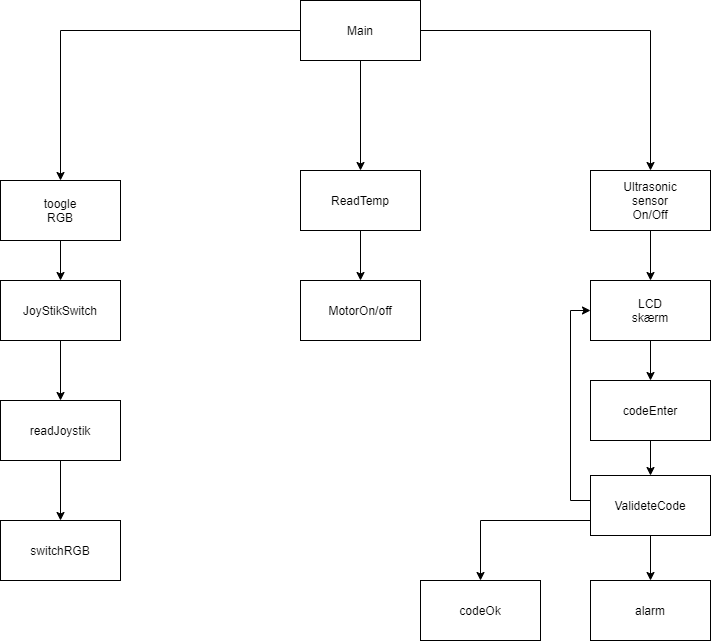 Main
toogle
RGB
ReadTemp
Ultrasonic
sensor
On/Off
JoyStikSwitch
MotorOn/off
LCD
skærm
readJoystik
codeEnter
switchRGB
ValideteCode
codeOk
alarm